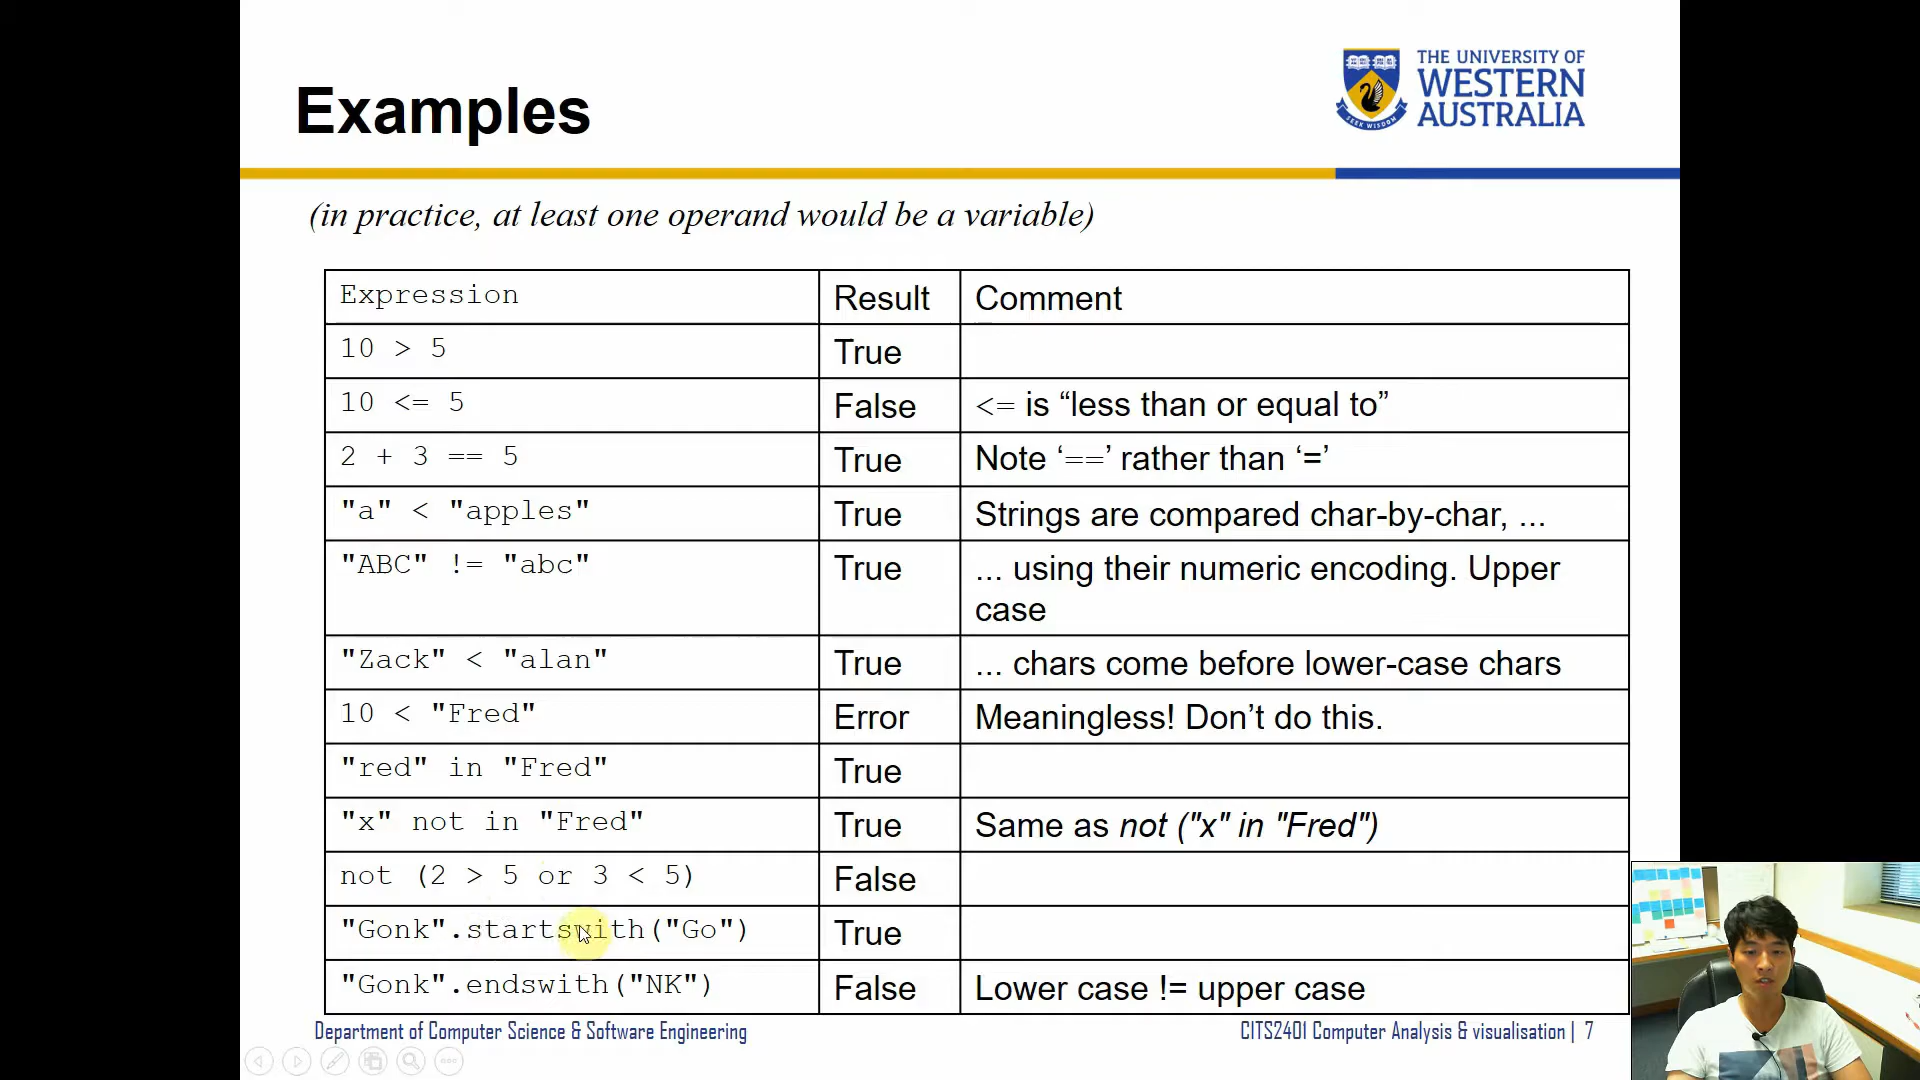 THE UNIVERSITY OF
WESTERN
AUSTRALIA
SEEK WISDOM
Examples
(in practice, at least one operand would be a variable)
Expression Result Comment
10 > 5 True
10 <= 5 False <= is “less than or equal to”
2 + 3 == 5 True Note ‘==’ rather than ‘=’
"a" < "apples" True Strings are compared char-by-char, ...
"ABC" != "abc" True ... using their numeric encoding. Upper
case
"Zack" < "alan" True ... chars come before lower-case chars
10 < "Fred" Error Meaningless! Don’t do this.
"red" in "Fred" True
"x" not in "Fred" True Same as not ("x" in "Fred")
not (2 > 5 or 3 < 5) False
"Gonk".startswith("Go") True
"Gonk".endswith("NK") False Lower case != upper case
Department of Computer Science & Software Engineering
CITS2401 Computer Analysis & visualisation | 7